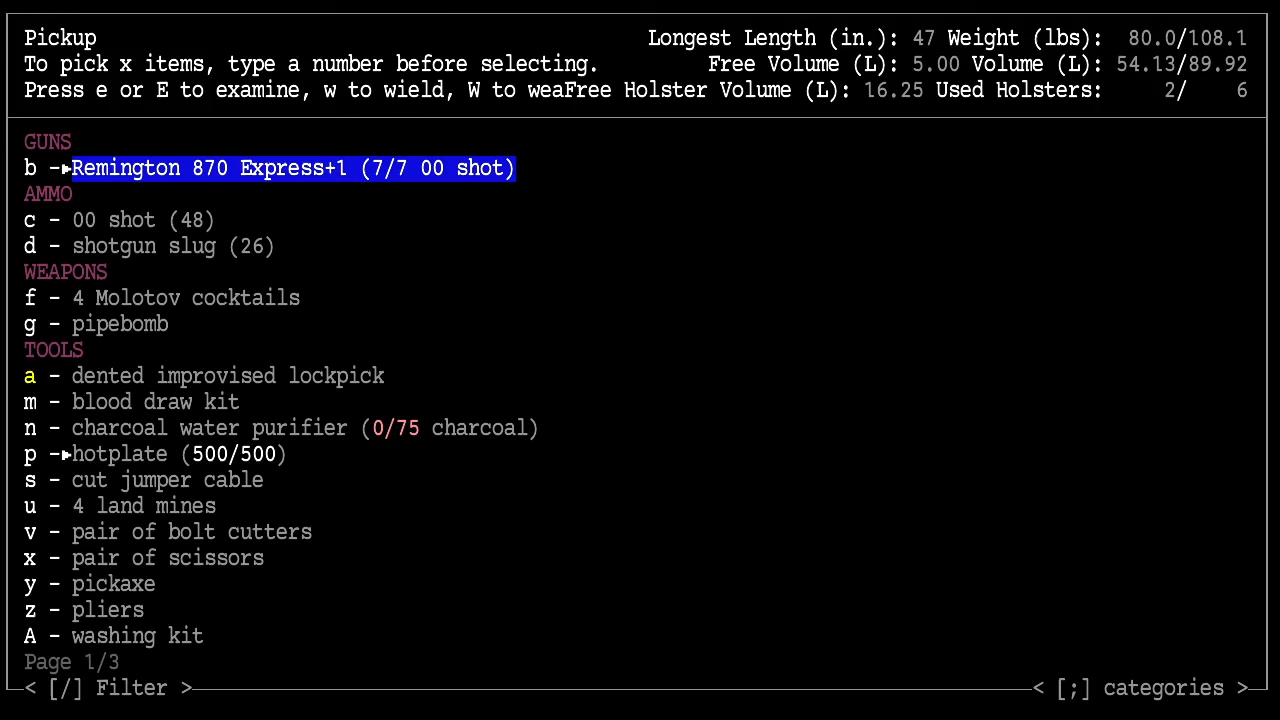 Pickup Longest Length (in.): 47 Weight (lbs): 80.0/108.1
To pick x items, type a number before selecting. Free Volume (L): 5.00 Volume (L): 54.13/89.92
Press e or E to examine, w to wield, W to weaFree Holster Volume (L): 16.25 Used Holsters: 2/ 6
GUNS
b -▸Remington 870 Express+1 (7/7 00 shot)
AMMO
c - 00 shot (48)
d - shotgun slug (26)
WEAPONS
f - 4 Molotov cocktails
g - pipebomb
TOOLS
a - dented improvised lockpick
m - blood draw kit
n - charcoal water purifier (0/75 charcoal)
p -▸hotplate (500/500)
s - cut jumper cable
u - 4 land mines
v - pair of bolt cutters
x - pair of scissors
y - pickaxe
z - pliers
A - washing kit
Page 1/3
< [/] Filter > < [;] categories >